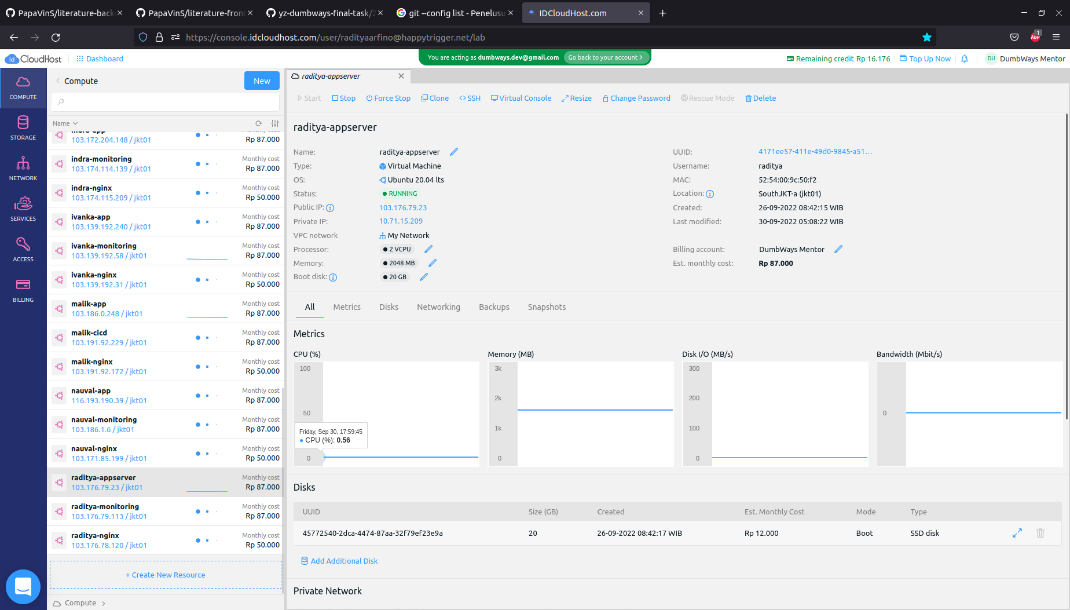 PapaVinS/literature-back
PapaVinS/literature-fron
yz-dumbways-final-task/
git --config list - Penelusu
IDCloudHost.com
https://console.idcloudhost.com/user/radityaarfino@happytrigger.net/lab
CloudHost
Dashboard
You are acting as dumbways.dev@gmail.com
Go back to your account
Remaining credit Rp 16.176
Top Up Now
DU
DumbWays Mentor
COMPUTE
STORAGE
NETWORK
SERVICES
ACCESS
BILLING
Compute
New
Name
103.172.204.148 / jkt01
Rp 87.000
indra-monitoring
Monthly cost
103.174.114.139 / jkt01
Rp 87.000
indra-nginx
Monthly cost
103.174.115.209 / jkt01
Rp 50.000
ivanka-app
Monthly cost
103.139.192.240 / jkt01
Rp 87.000
ivanka-monitoring
Monthly cost
103.139.192.58 / jkt01
Rp 87.000
ivanka-nginx
Monthly cost
103.139.192.31 / jkt01
Rp 50.000
malik-app
Monthly cost
103.186.0.248 / jkt01
Rp 87.000
malik-cicd
Monthly cost
103.191.92.229 / jkt01
Rp 87.000
malik-nginx
Monthly cost
103.191.92.172 / jkt01
Rp 50.000
nauval-app
Monthly cost
116.193.190.39 / jkt01
Rp 87.000
nauval-monitoring
Monthly cost
103.186.1.6 / jkt01
Rp 87.000
nauval-nginx
Monthly cost
103.171.85.199 / jkt01
Rp 50.000
raditya-appserver
Monthly cost
103.176.79.23 / jkt01
Rp 87.000
raditya-monitoring
Monthly cost
103.176.79.113 / jkt01
Rp 87.000
raditya-nginx
Monthly cost
103.176.78.120 / jkt01
Rp 50.000
+ Create New Resource
Compute
raditya-appserver
Start
Stop
Force Stop
Clone
SSH
Virtual Console
Resize
Change Password
Rescue Mode
Delete
raditya-appserver
Name: raditya-appserver
Type: Virtual Machine
OS: Ubuntu 20.04 lts
Status: RUNNING
Public IP: 103.176.79.23
Private IP: 10.71.15.209
VPC network My Network
Processor: 2 VCPU
Memory: 2048 MB
Boot disk: 20 GB
UUID: 4171ee57-411e-49d0-9845-a51...
Username: raditya
MAC: 52:54:00:9c:50:f2
Location: SouthJKT-a (jkt01)
Created: 26-09-2022 08:42:15 WIB
Last modified: 30-09-2022 05:08:22 WIB
Billing account: DumbWays Mentor
Est. monthly cost: Rp 87.000
All
Metrics
Disks
Networking
Backups
Snapshots
Metrics
CPU (%)
100
50
0
Friday, Sep 30, 17:59:45
CPU (%): 0.56
Memory (MB)
3k
2k
1k
0
Disk I/O (MB/s)
300
200
100
0
Bandwidth (Mbit/s)
0
Disks
UUID Size (GB) Created Est. Monthly Cost Mode Type
45772540-2dca-4474-87aa-32f79ef23e9a 20 26-09-2022 08:42:17 WIB Rp 12.000 Boot SSD disk
Add Additional Disk
Private Network